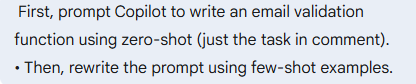 First, prompt Copilot to write an email validation
function using zero-shot (just the task in comment).
• Then, rewrite the prompt using few-shot examples.